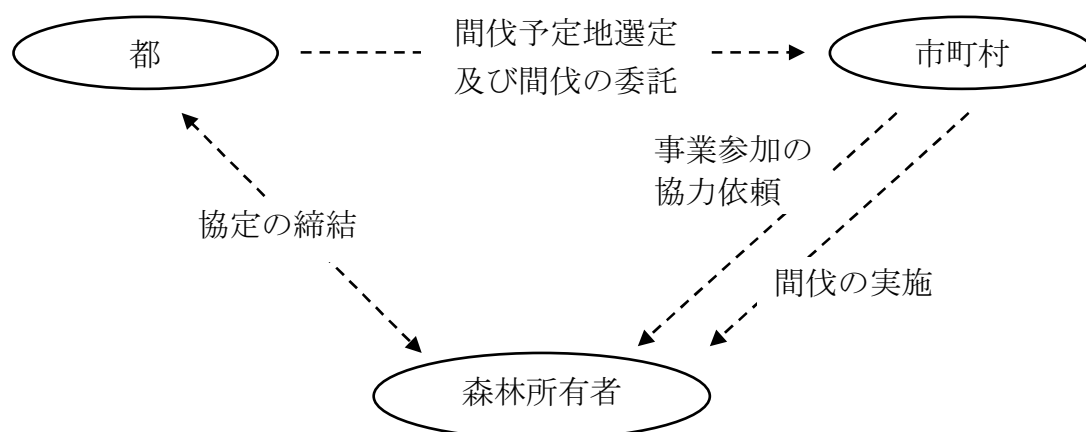 都
間伐予定地選定
及び間伐の委託
市町村
事業参加の
協力依頼
協定の締結
間伐の実施
森林所有者